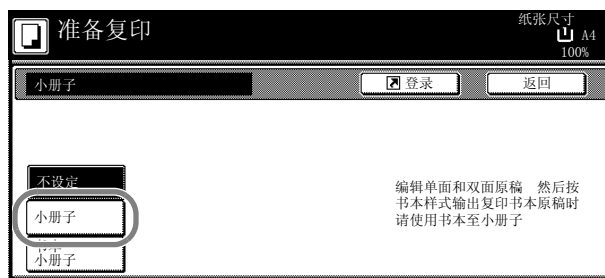 准备复印
纸张尺寸
A4
100%
小册子
登录
返回
不设定
小册子
书本
小册子
编辑单面和双面原稿 然后按
书本样式输出复印书本原稿时
请使用书本至小册子